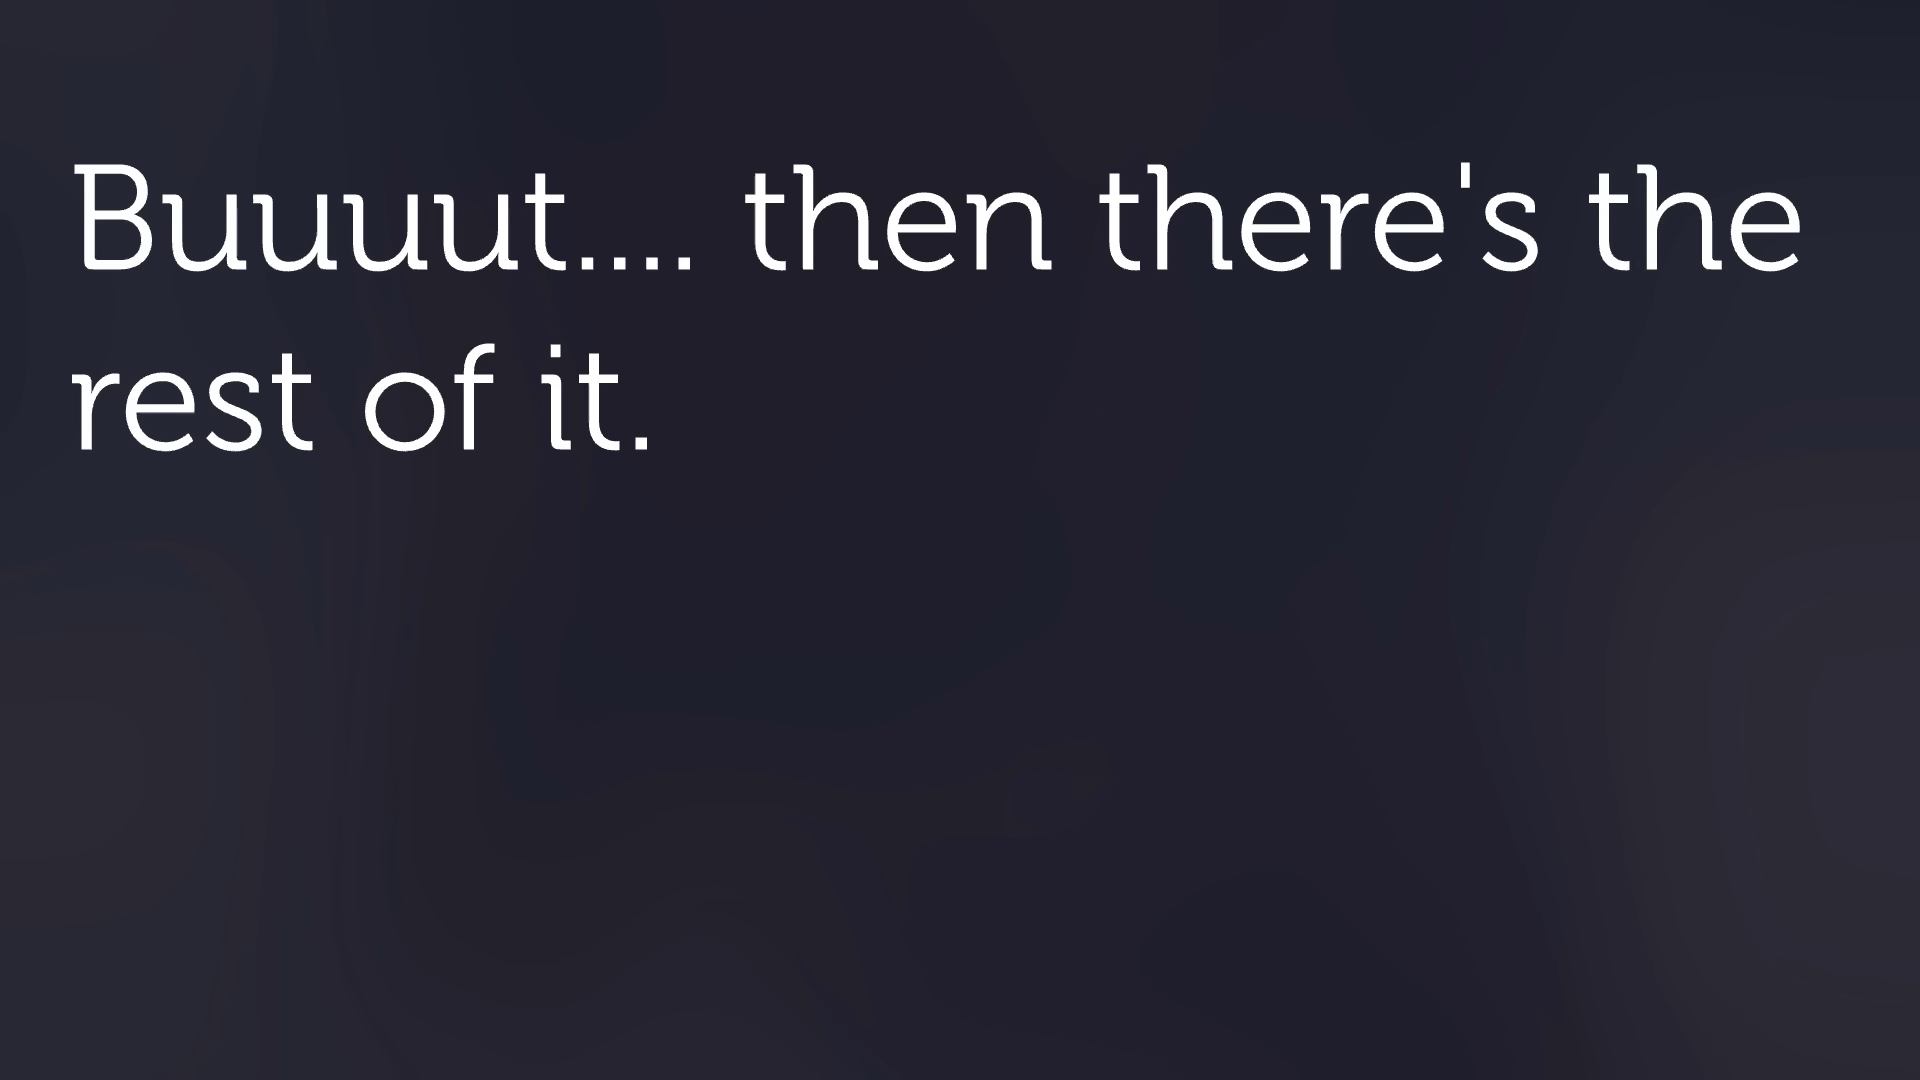 Buuuut.... then there's the
rest of it.